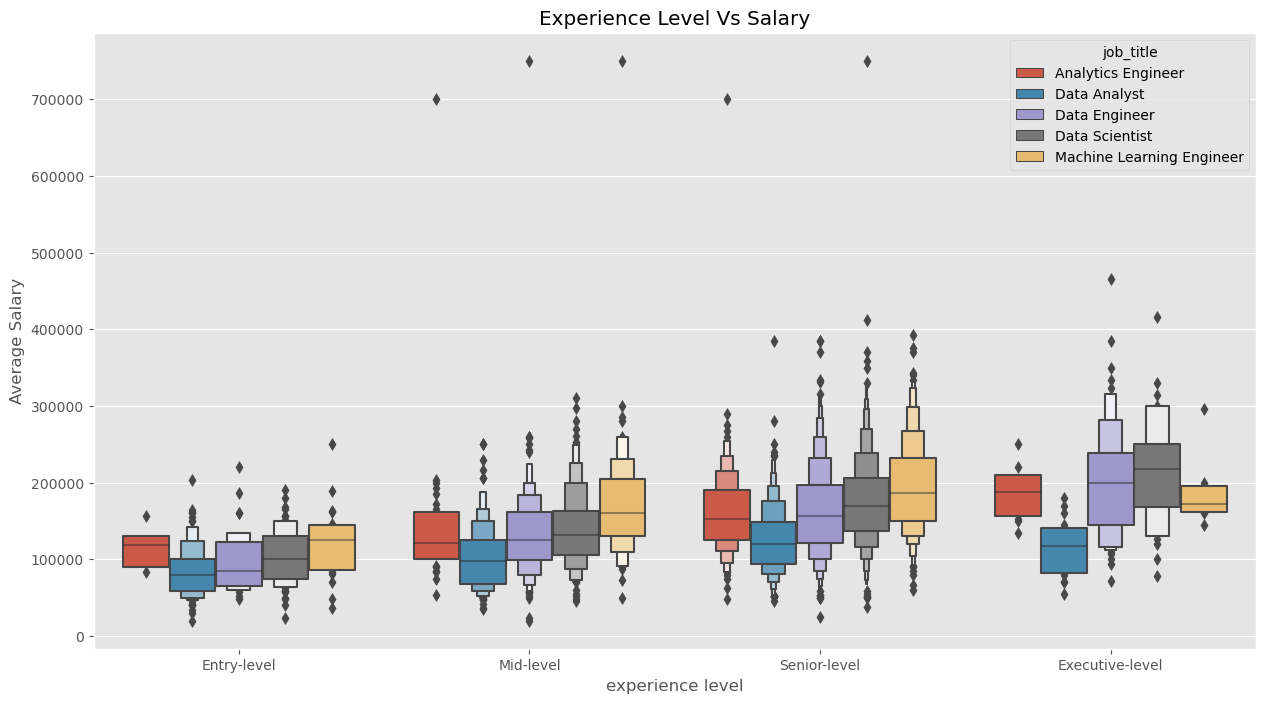 Experience Level Vs Salary
job_title
Analytics Engineer
Data Analyst
Data Engineer
Data Scientist
Machine Learning Engineer
Average Salary
700000
600000
500000
400000
300000
200000
100000
0
Entry-level
Mid-level
Senior-level
Executive-level
experience level